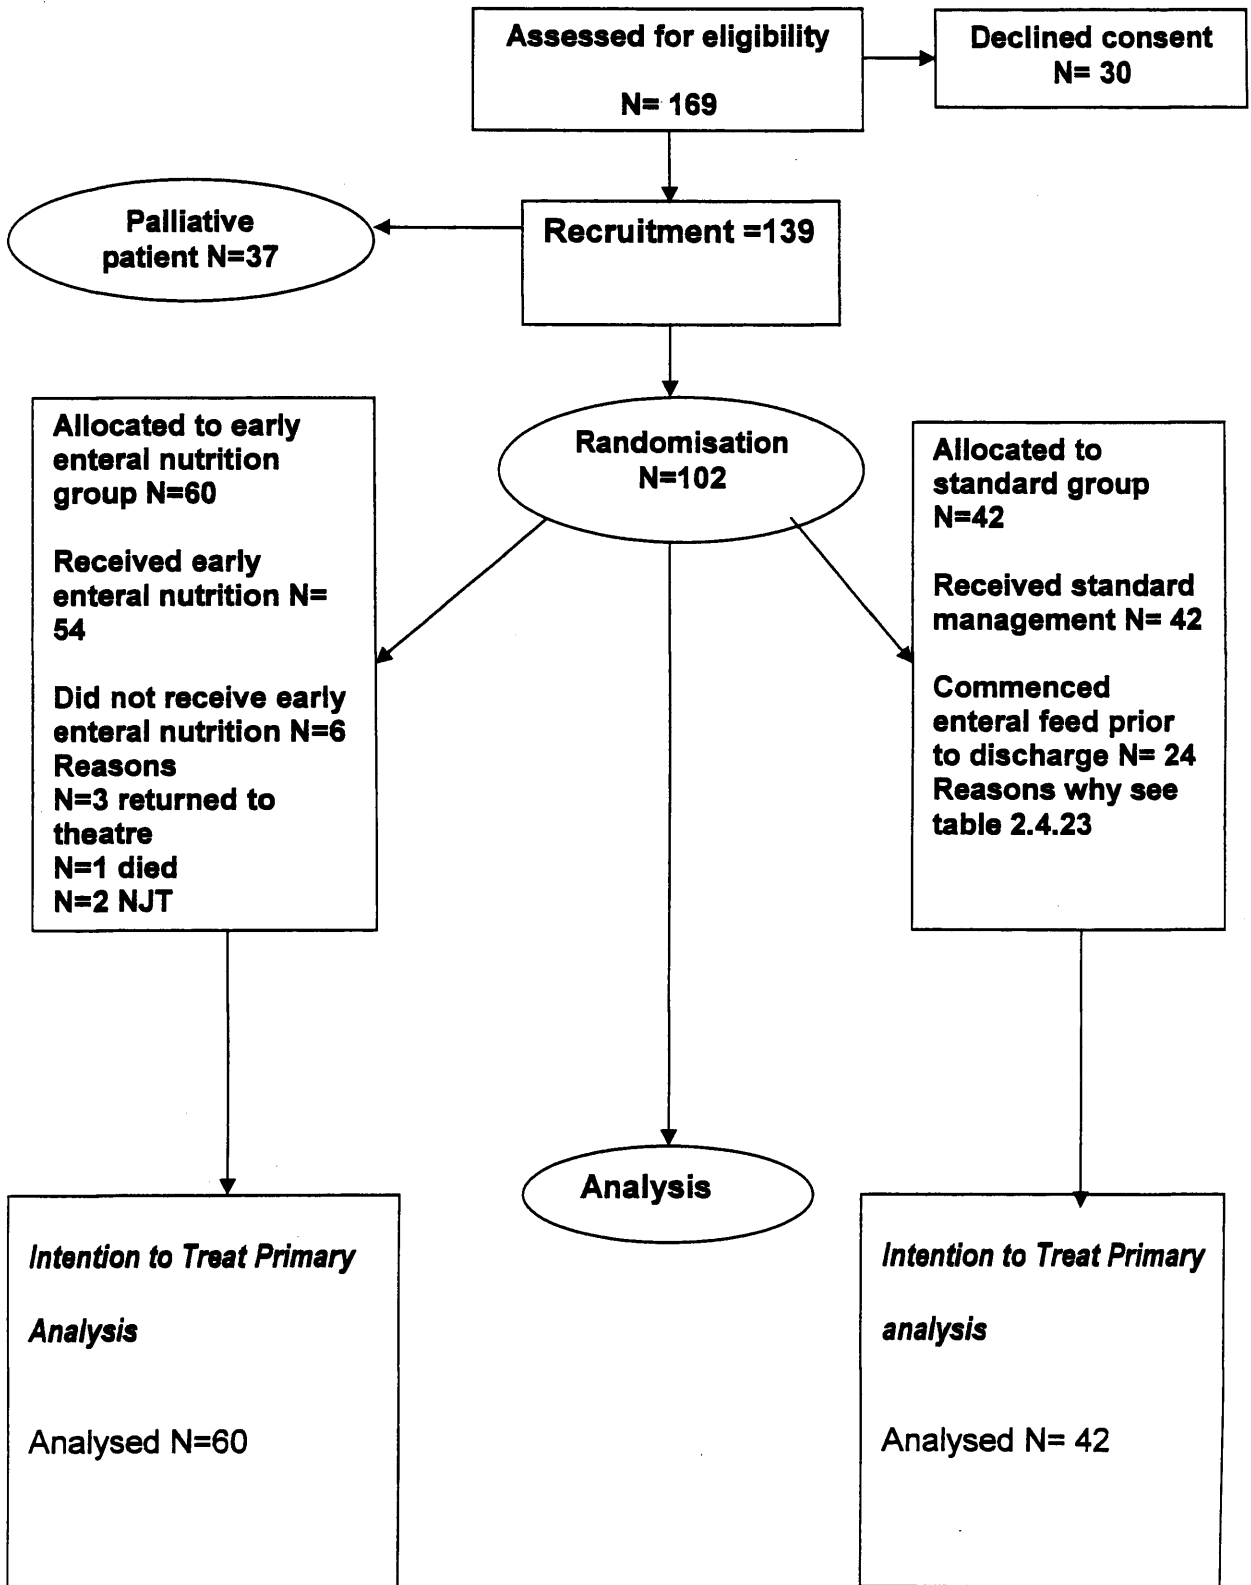 Assessed for eligibility
N= 169
Declined consent
N= 30
Palliative
patient N=37
Recruitment =139
Randomisation
N=102
Allocated to early
enteral nutrition
group N=60
Received early
enteral nutrition N=
54
Did not receive early
enteral nutrition N=6
Reasons
N=3 returned to
theatre
N=1 died
N=2 NJT
Allocated to
standard group
N=42
Received standard
management N= 42
Commenced
enteral feed prior
to discharge N= 24
Reasons why see
table 2.4.23
Analysis
Intention to Treat Primary
Analysis
Analysed N=60
Intention to Treat Primary
analysis
Analysed N= 42